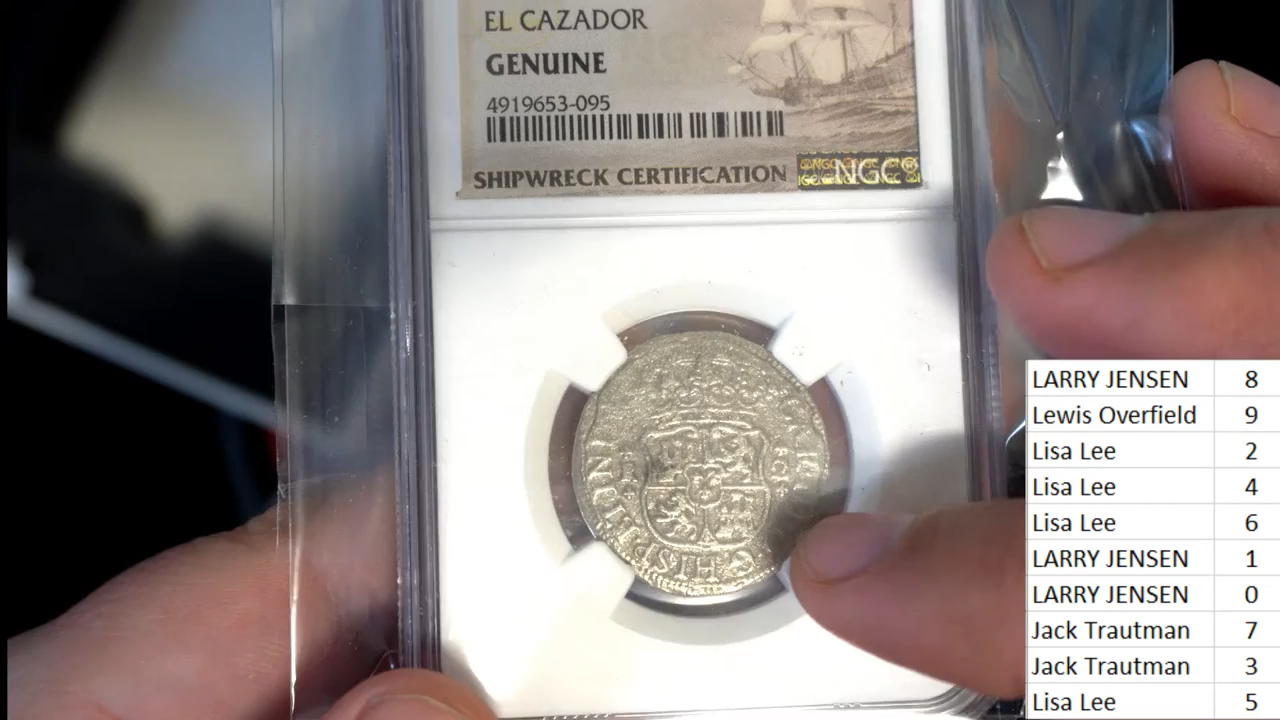 EL CAZADOR
GENUINE
4919653-095
SHIPWRECK CERTIFICATION NGC
LARRY JENSEN 8
Lewis Overfield 9
Lisa Lee 2
Lisa Lee 4
Lisa Lee 6
LARRY JENSEN 1
LARRY JENSEN 0
Jack Trautman 7
Jack Trautman 3
Lisa Lee 5